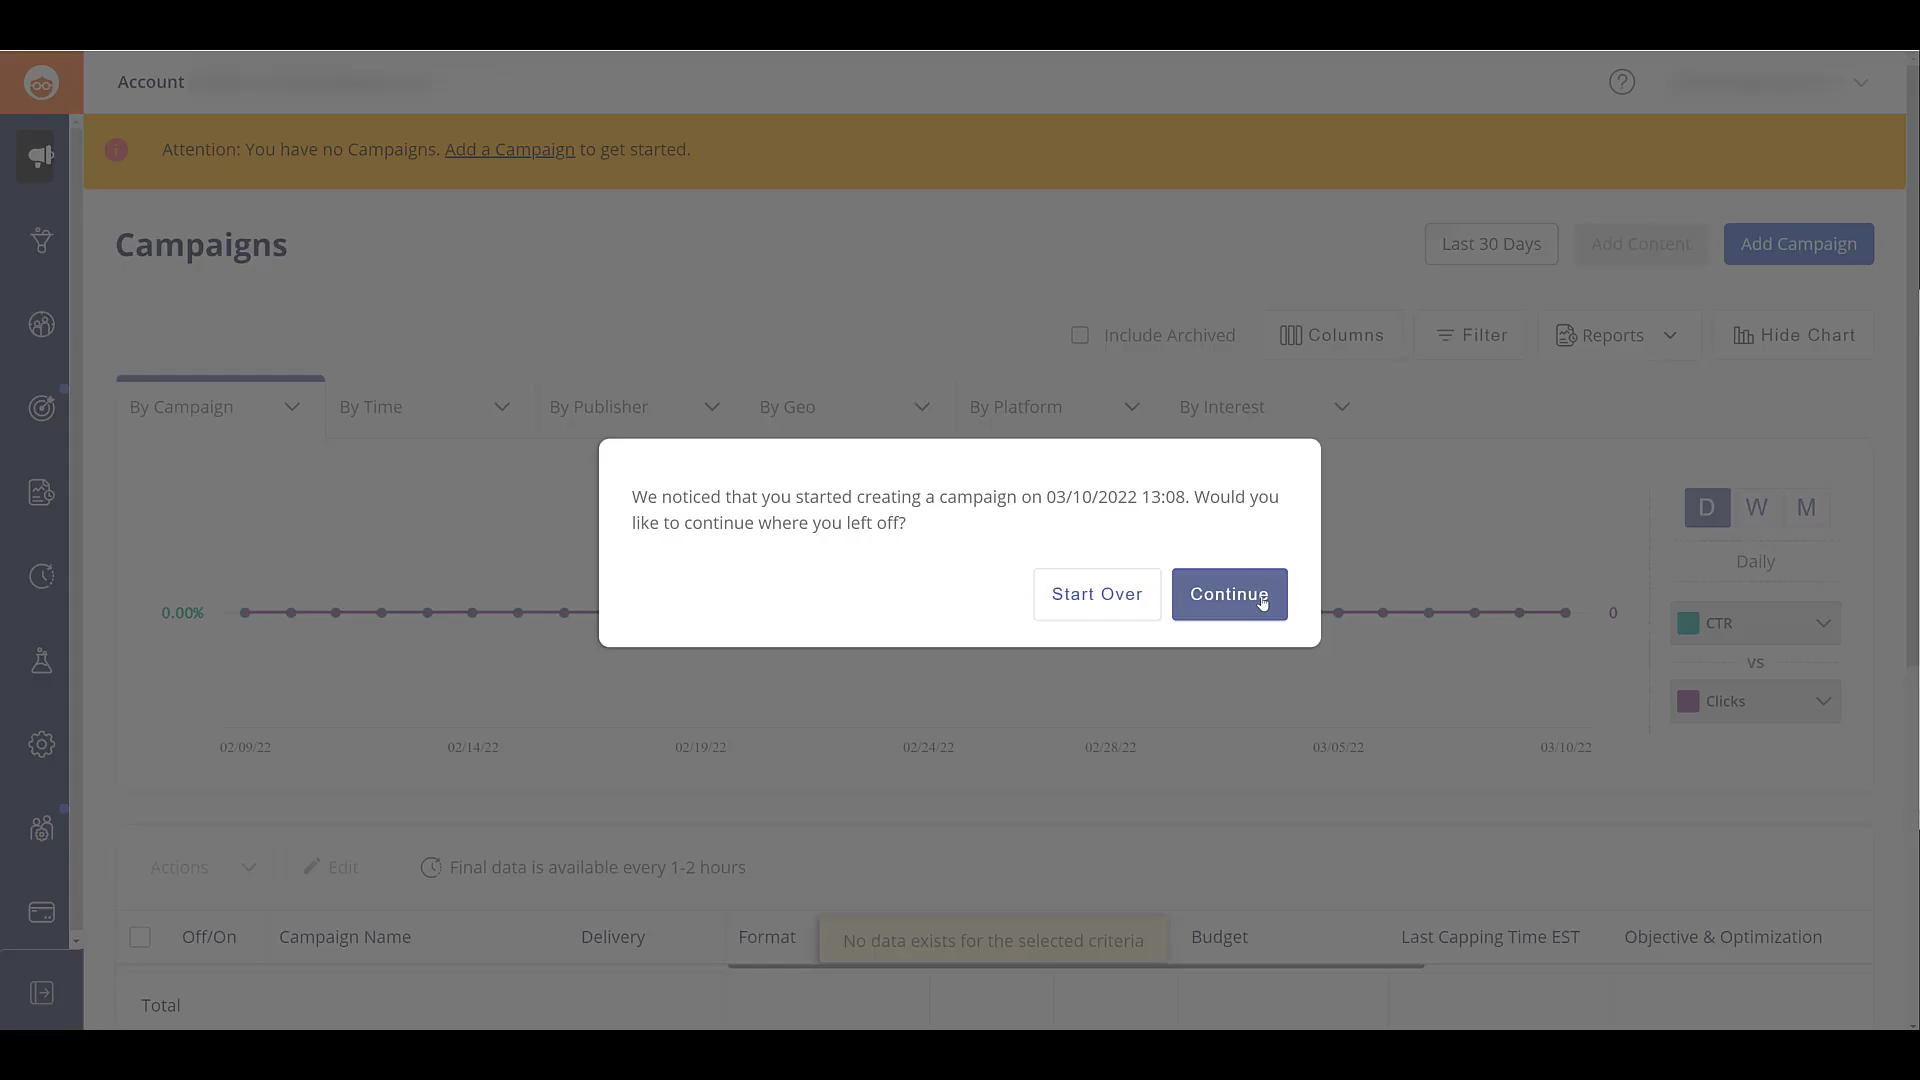 Account
Attention: You have no Campaigns. Add a Campaign to get started.
Campaigns
Last 30 Days
Add Content
Add Campaign
Include Archived
Columns
Filter
Reports
Hide Chart
By Campaign
By Time
By Publisher
By Geo
By Platform
By Interest
We noticed that you started creating a campaign on 03/10/2022 13:08. Would you
like to continue where you left off?
Start Over
Continue
D W M
Daily
0.00%
0
CTR
vs
Clicks
02/09/22
02/14/22
02/19/22
02/24/22
02/28/22
03/05/22
03/10/22
Actions
Edit
Final data is available every 1-2 hours
Off/On
Campaign Name
Delivery
Format
No data exists for the selected criteria
Budget
Last Capping Time EST
Objective & Optimization
Total